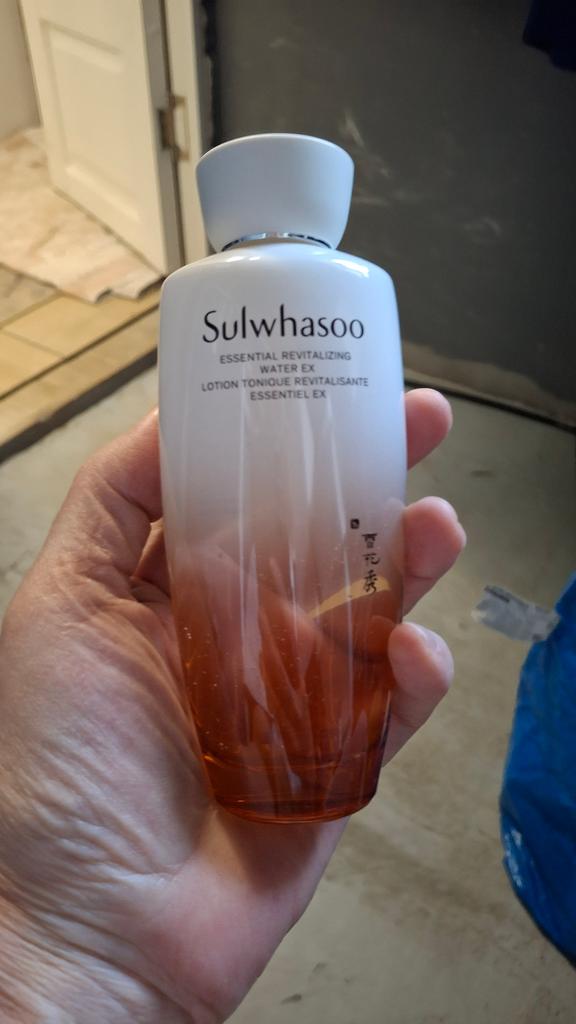 Sulwhasoo
ESSENTIAL REVITALIZING
WATER EX
LOTION TONIQUE REVITALISANTE
ESSENTIEL EX
雪花秀